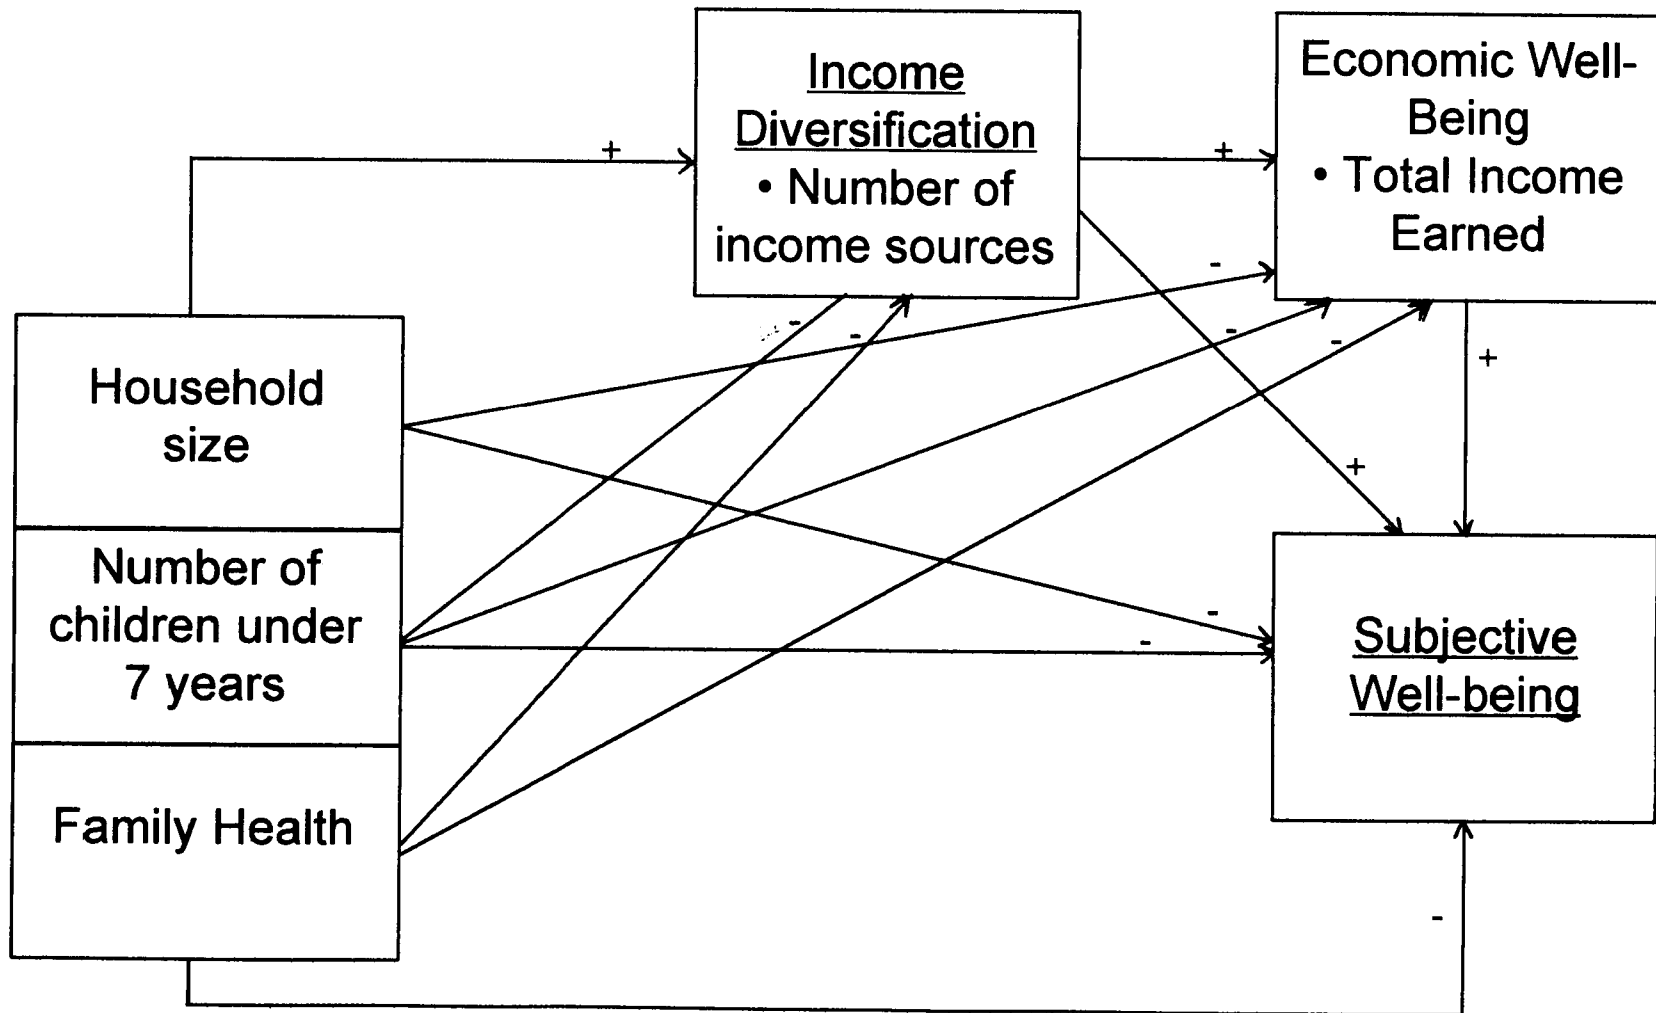 Income
Diversification
• Number of
income sources
Economic Well-
Being
• Total Income
Earned
+
+
-
-
-
-
-
+
Household
size
+
Number of
children under
7 years
-
-
Subjective
Well-being
Family Health
-